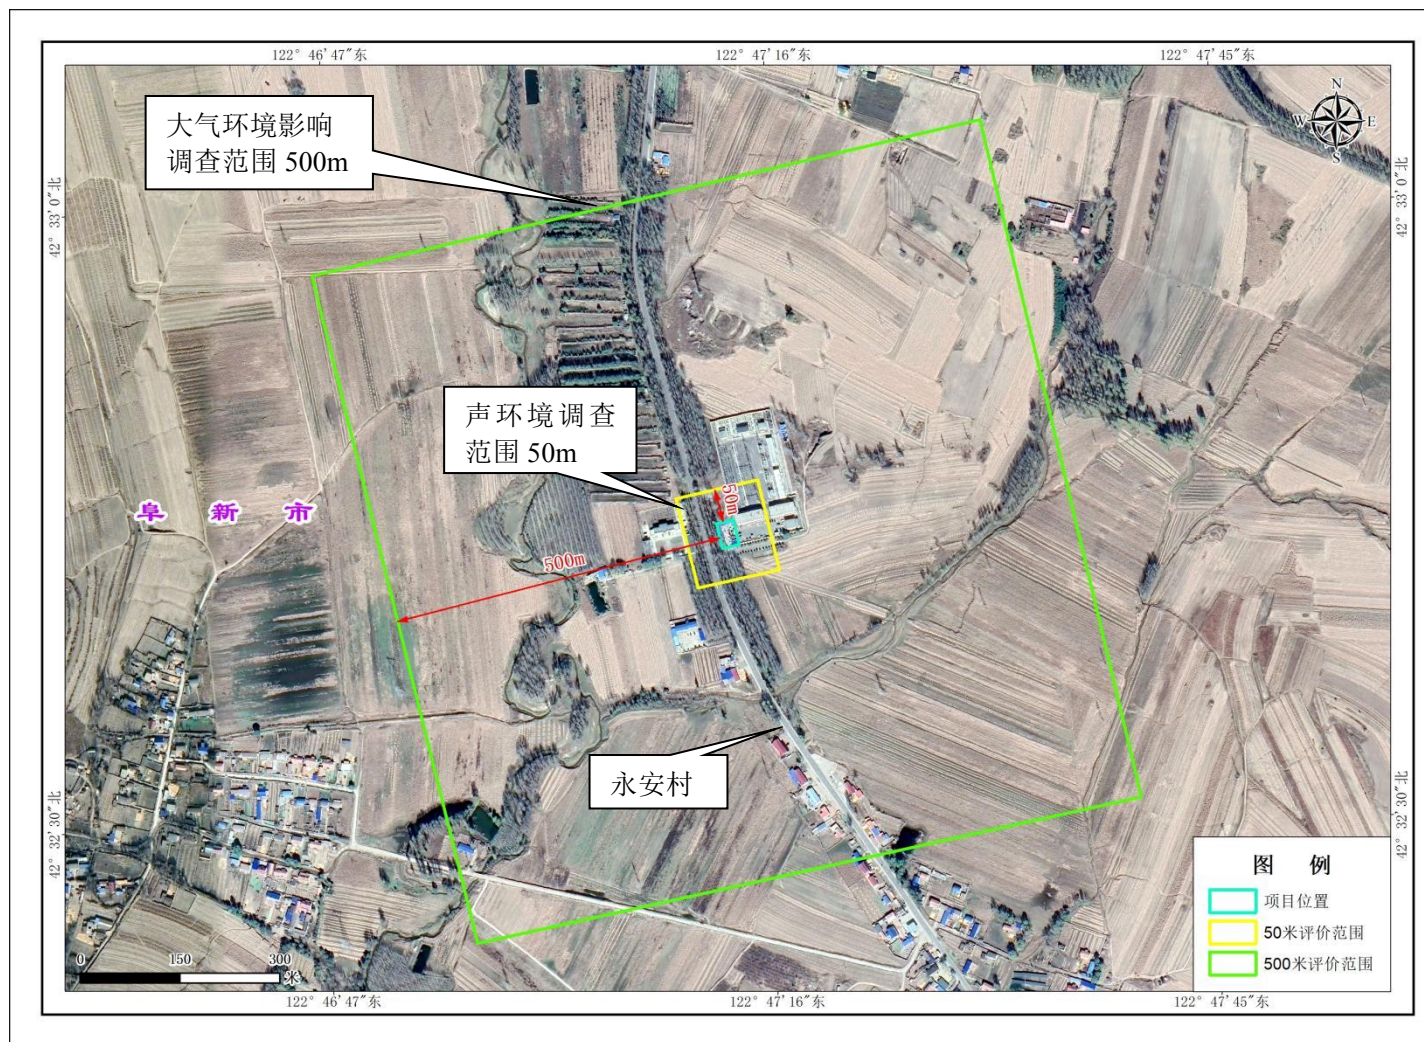 122° 46′47″东
122° 47′16″东
122° 47′45″东
大气环境影响
调查范围 500m
N
W
E
S
42° 33′0″北
42° 33′0″北
声环境调查
范围 50m
50m
阜新市
500m
永安村
42° 32′30″北
42° 32′30″北
图 例
项目位置
50米评价范围
500米评价范围
0 150 300
米
122° 46′47″东
122° 47′16″东
122° 47′45″东